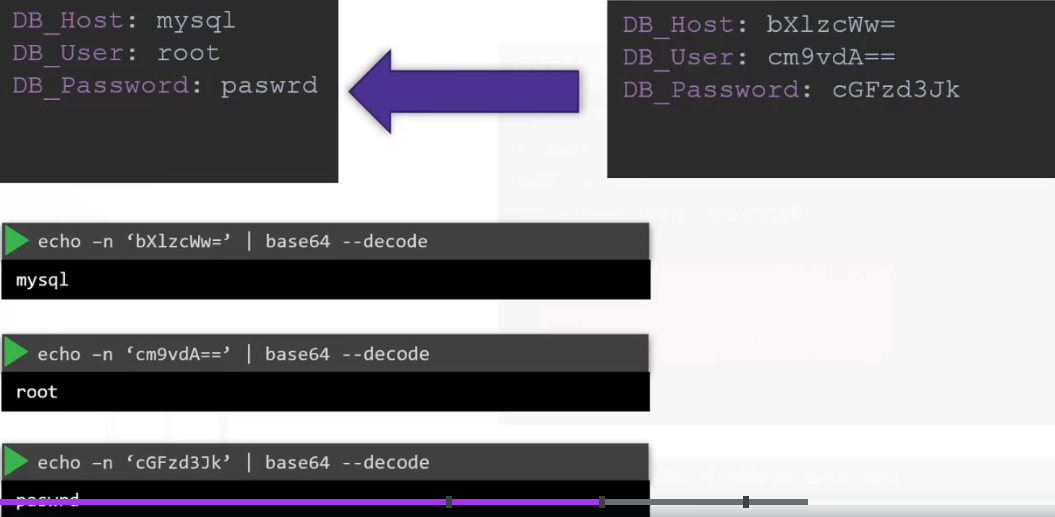 DB_Host: mysql
DB_User: root
DB_Password: paswrd
DB_Host: bXlzcWw=
DB_User: cm9vdA==
DB_Password: cGFzd3Jk
echo –n ‘bXlzcWw=’ | base64 --decode
mysql
echo –n ‘cm9vdA==’ | base64 --decode
root
echo –n ‘cGFzd3Jk’ | base64 --decode
paswrd